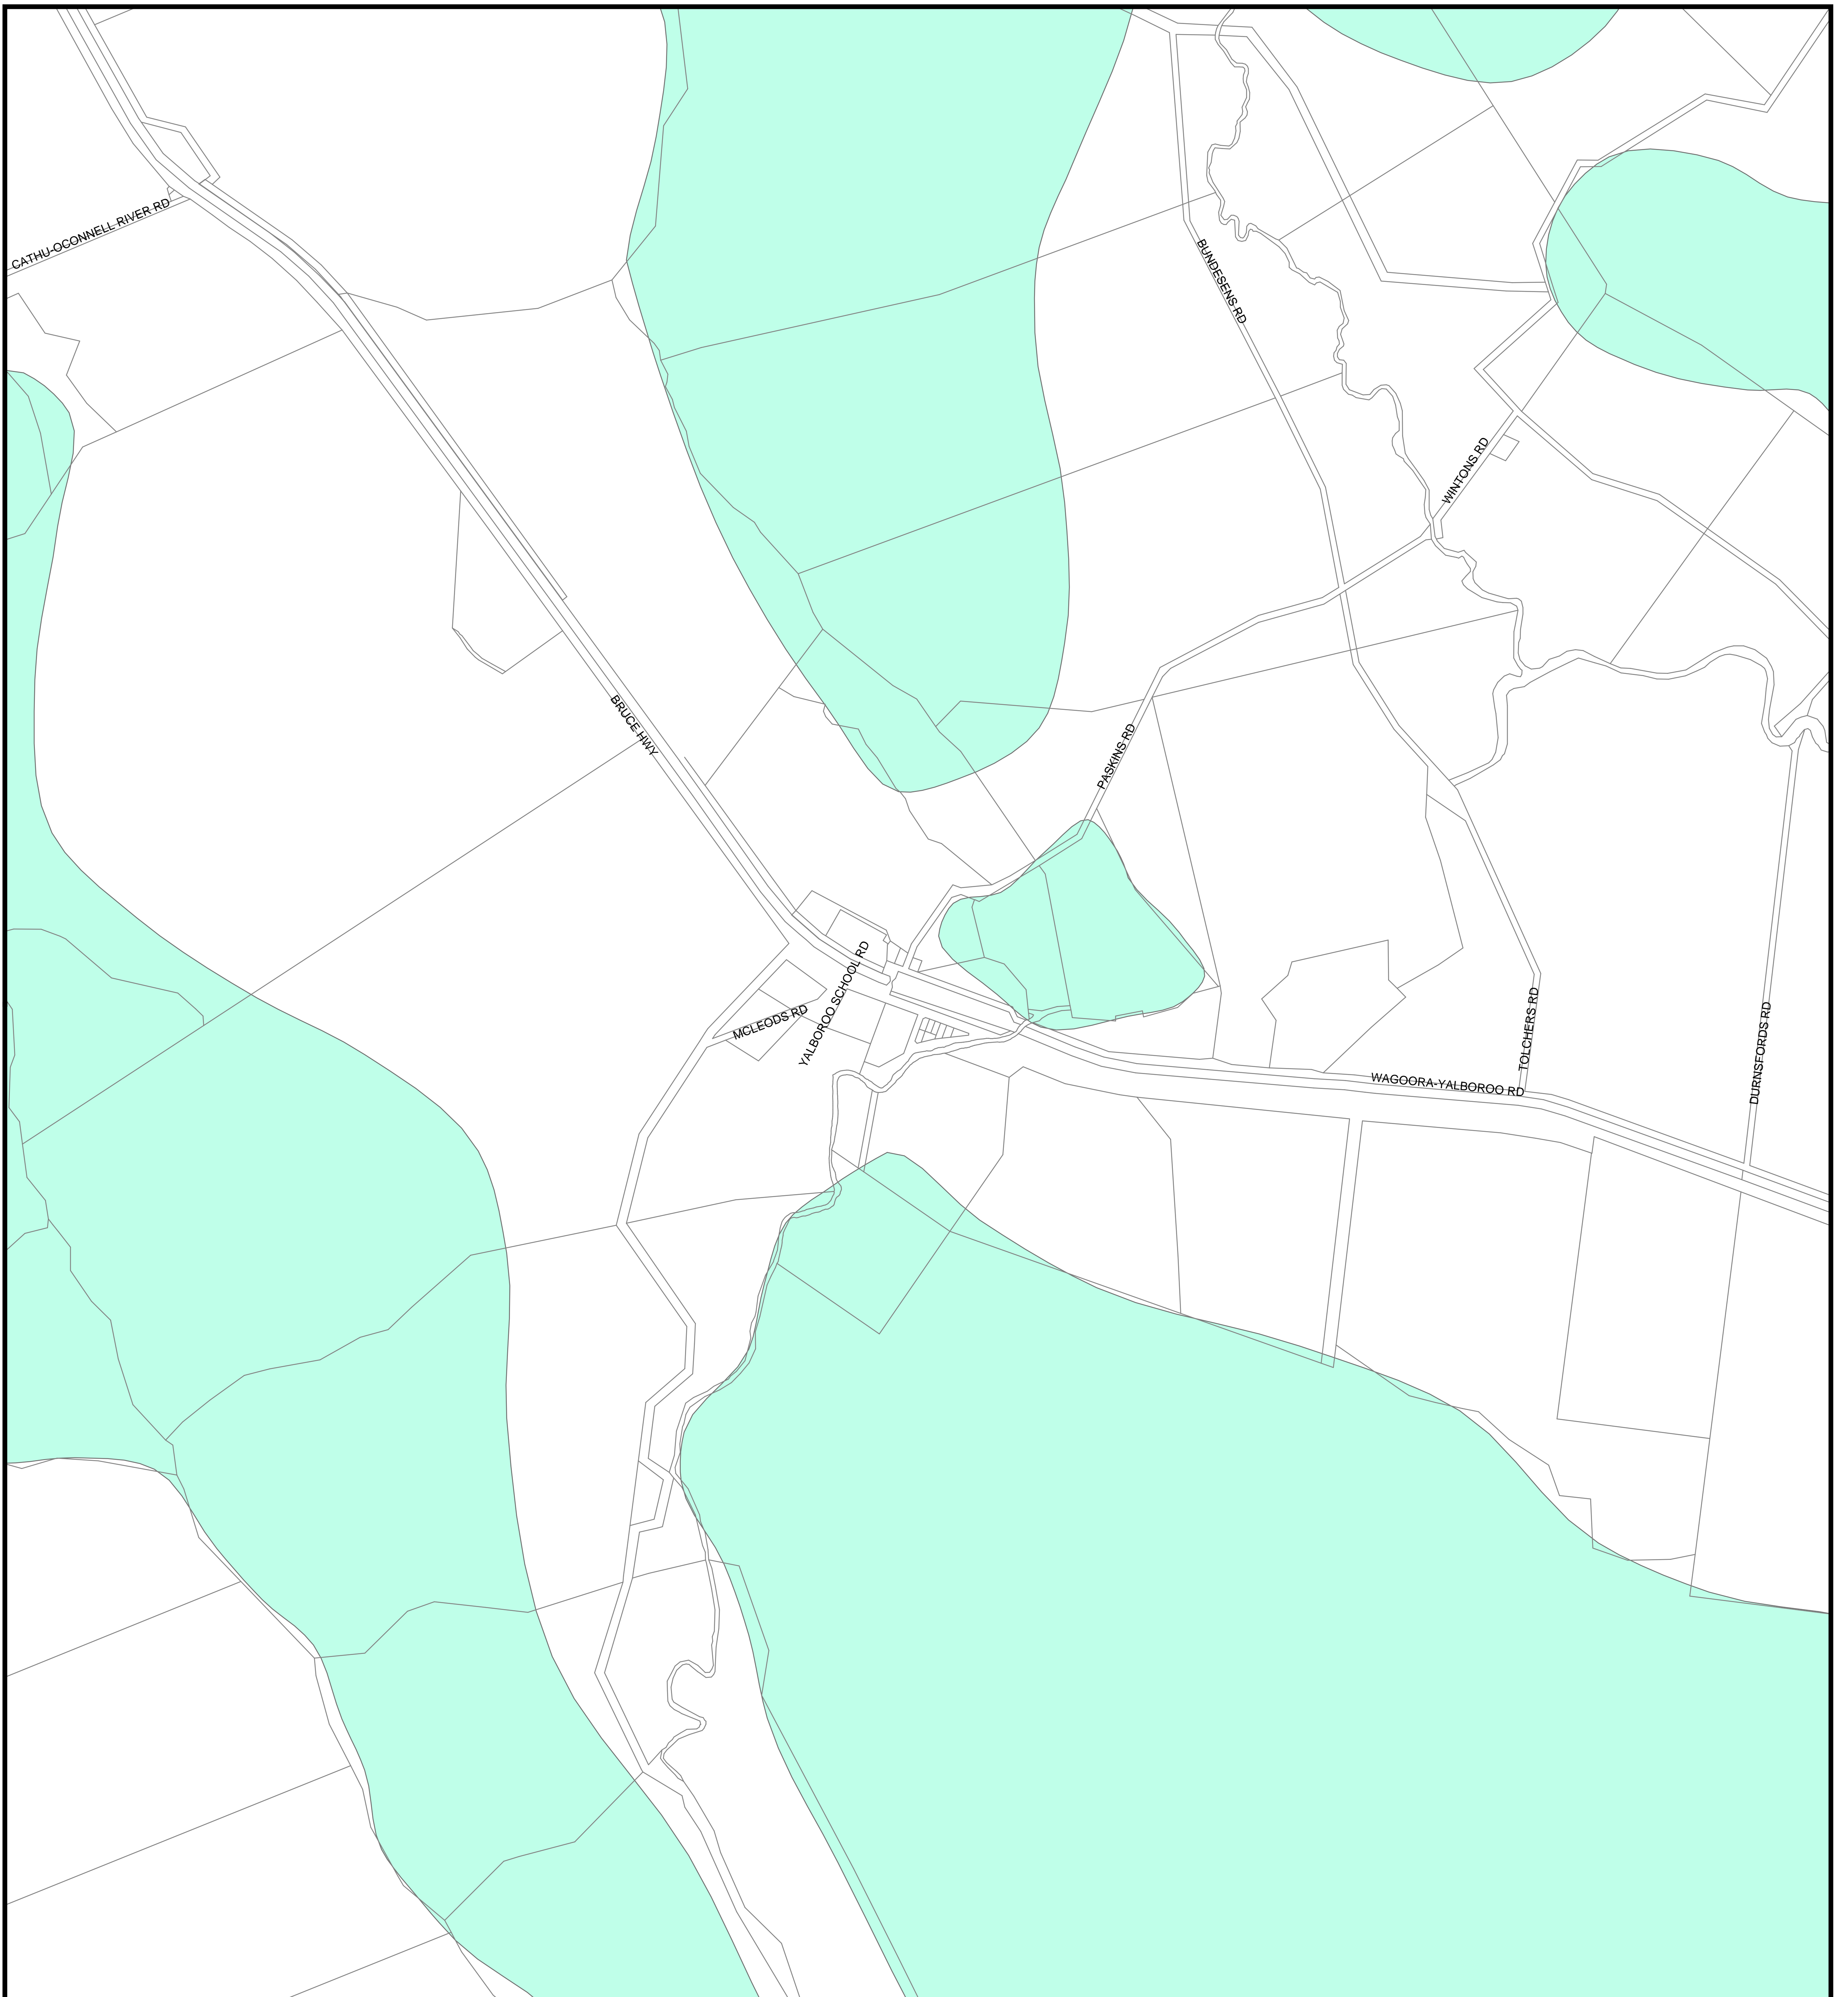 CATHU-OCONNELL RIVER RD
BUNDESENS RD
WINTONS RD
BRUCE HWY
PASKINS RD
YALBOROO SCHOOL RD
MCLEODS RD
TOLCHERS RD
DURNSFORDS RD
WAGOORA-YALBOROO RD